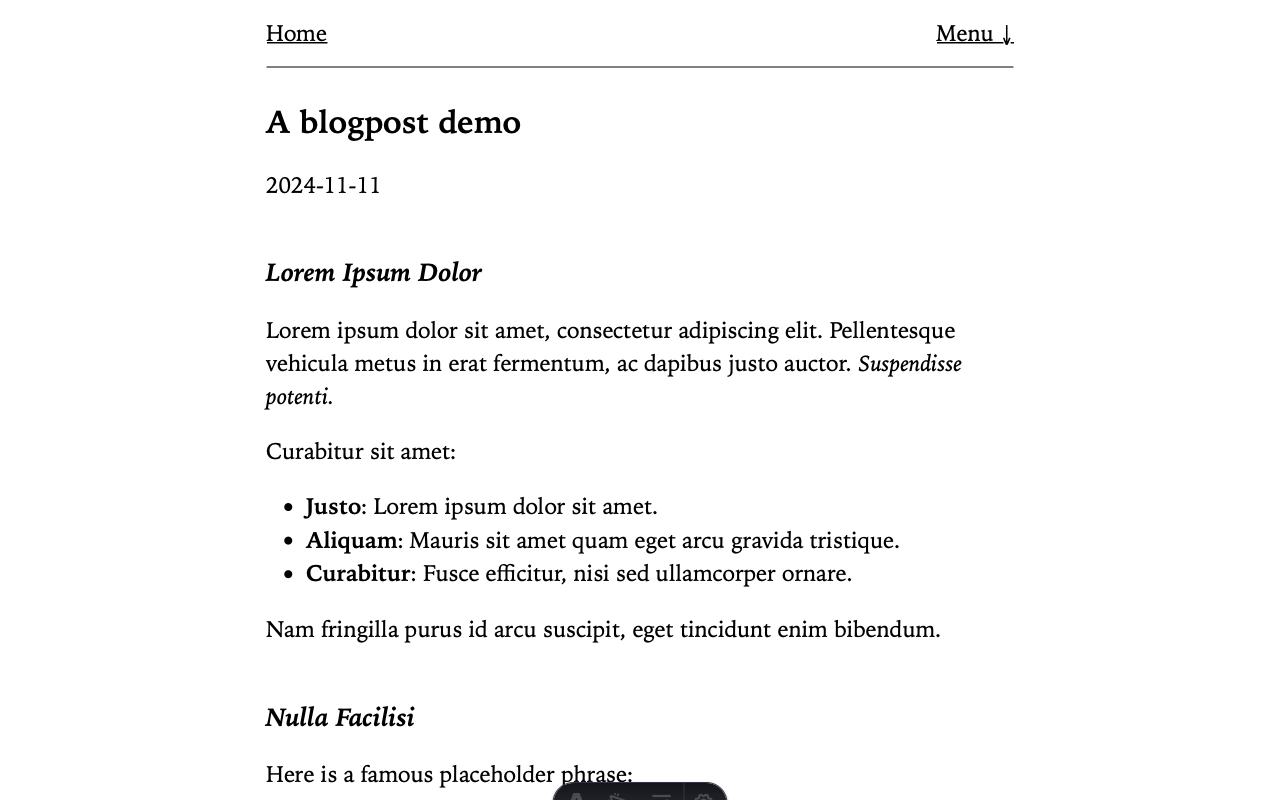 Home
Menu ↓
A blogpost demo
2024-11-11
Lorem Ipsum Dolor
Lorem ipsum dolor sit amet, consectetur adipiscing elit. Pellentesque
vehicula metus in erat fermentum, ac dapibus justo auctor. Suspendisse
potenti.
Curabitur sit amet:
• Justo: Lorem ipsum dolor sit amet.
• Aliquam: Mauris sit amet quam eget arcu gravida tristique.
• Curabitur: Fusce efficitur, nisi sed ullamcorper ornare.
Nam fringilla purus id arcu suscipit, eget tincidunt enim bibendum.
Nulla Facilisi
Here is a famous placeholder phrase: